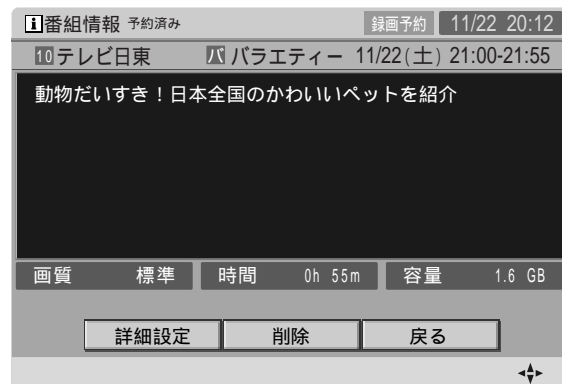 i番組情報 予約済み 録画予約 11/22 20:12
10テレビ日東 バ バラエティー 11/22(土) 21:00-21:55
動物だいすき！日本全国のかわいいペットを紹介
画質 標準 時間 0h 55m 容量 1.6 GB
詳細設定 削除 戻る